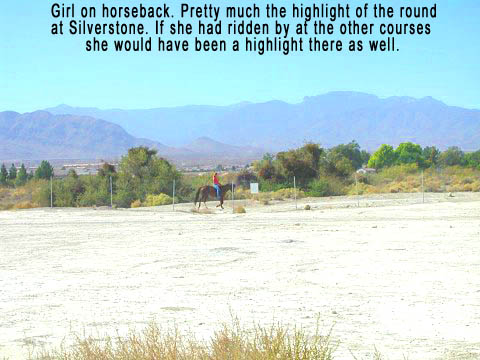 Girl on horseback. Pretty much the highlight of the round
at Silverstone. If she had ridden by at the other courses
she would have been a highlight there as well.